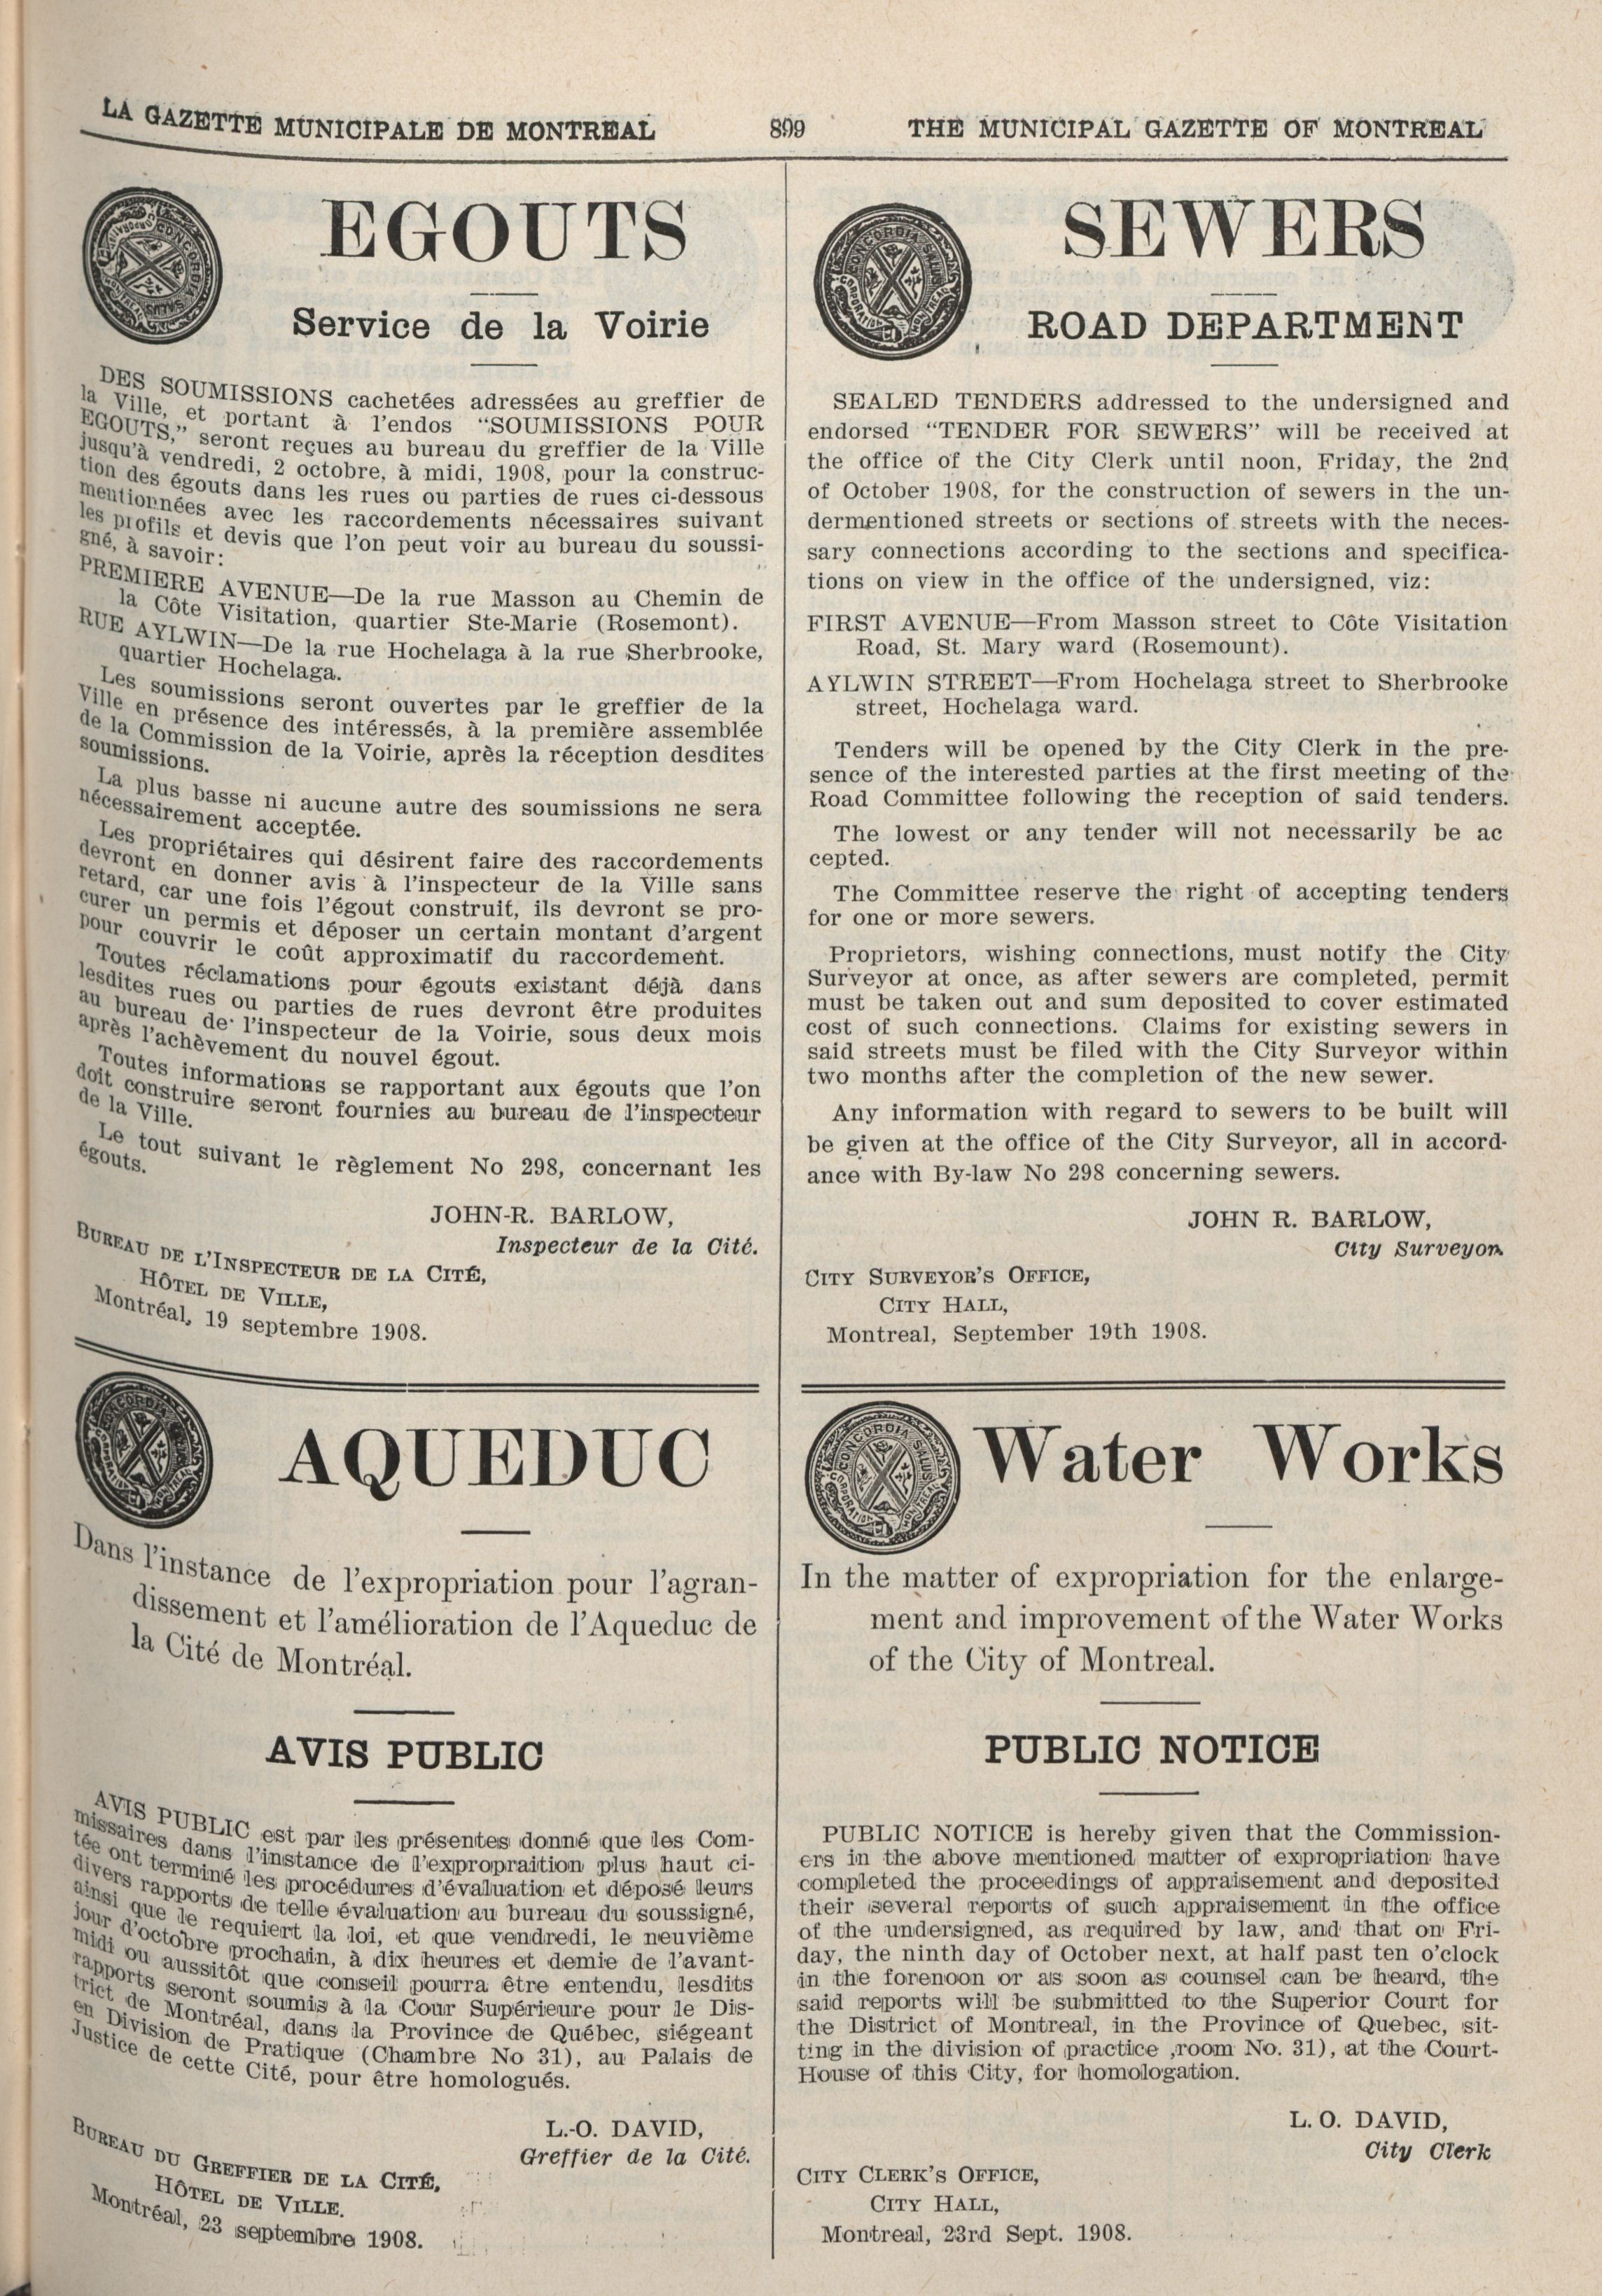 LA GAZETTE MUNICIPALE DE MONTREAL 899 THE MUNICIPAL GAZETTE OF MONTREAL
EGOUTS
Service de la Voirie
DES SOUMISSIONS cachetées adressées au greffier de
la Ville, et portant à l'endos "SOUMISSIONS POUR
EGOUTS," seront reçues au bureau du greffier de la Ville
jusqu'à vendredi, 2 octobre, à midi, 1908, pour la construc-
tion des égouts dans les rues ou parties de rues ci-dessous
mentionnées avec les raccordements nécessaires suivant
les profils et devis que l'on peut voir au bureau du soussi-
gné, à savoir:
PREMIERE AVENUE—De la rue Masson au Chemin de
la Côte Visitation, quartier Ste-Marie (Rosemont).
RUE AYLWIN—De la rue Hochelaga à la rue Sherbrooke,
quartier Hochelaga.
Les soumissions seront ouvertes par le greffier de la
Ville en présence des intéressés, à la première assemblée
de la Commission de la Voirie, après la réception desdites
soumissions.
La plus basse ni aucune autre des soumissions ne sera
nécessairement acceptée.
Les propriétaires qui désirent faire des raccordements
devront en donner avis à l'inspecteur de la Ville sans
retard, car une fois l'égout construit, ils devront se pro-
curer un permis et déposer un certain montant d'argent
pour couvrir le coût approximatif du raccordement.
Toutes réclamations pour égouts existant déjà dans
lesdites rues ou parties de rues devront être produites
au bureau de l'inspecteur de la Voirie, sous deux mois
après l'achèvement du nouvel égout.
Toutes informations se rapportant aux égouts que l'on
doit construire seront fournies au bureau de l'inspecteur
de la Ville.
Le tout suivant le règlement No 298, concernant les
égouts.
JOHN-R. BARLOW,
Inspecteur de la Cité.
BUREAU DE L'INSPECTEUR DE LA CITÉ,
HÔTEL DE VILLE,
Montréal, 19 septembre 1908.
AQUEDUC
Dans l'instance de l'expropriation pour l'agran-
dissement et l'amélioration de l'Aqueduc de
la Cité de Montréal.
AVIS PUBLIC
AVIS PUBLIC est par les présentes donné que les Com-
missaires dans l'instance de l'expropraition plus haut ci-
tée ont terminé les procédures d'évaluation et déposé leurs
divers rapports de telle évaluation au bureau du soussigné,
ainsi que le requiert la loi, et que vendredi, le neuvième
jour d'octobre prochain, à dix heures et demie de l'avant-
midi ou aussitôt que conseil pourra être entendu, lesdits
rapports seront soumis à la Cour Supérieure pour le Dis-
trict de Montréal, dans la Province de Québec, siégeant
en Division de Pratique (Chambre No 31), au Palais de
Justice de cette Cité, pour être homologués.
L.-O. DAVID,
Greffier de la Cité.
BUREAU DU GREFFIER DE LA CITÉ,
HÔTEL DE VILLE.
Montréal, 23 septembre 1908.
SEWERS
ROAD DEPARTMENT
SEALED TENDERS addressed to the undersigned and
endorsed "TENDER FOR SEWERS" will be received at
the office of the City Clerk until noon, Friday, the 2nd
of October 1908, for the construction of sewers in the un-
dermentioned streets or sections of streets with the neces-
sary connections according to the sections and specifica-
tions on view in the office of the undersigned, viz:
FIRST AVENUE—From Masson street to Côte Visitation
Road, St. Mary ward (Rosemount).
AYLWIN STREET—From Hochelaga street to Sherbrooke
street, Hochelaga ward.
Tenders will be opened by the City Clerk in the pre-
sence of the interested parties at the first meeting of the
Road Committee following the reception of said tenders.
The lowest or any tender will not necessarily be ac
cepted.
The Committee reserve the right of accepting tenders
for one or more sewers.
Proprietors, wishing connections, must notify the City
Surveyor at once, as after sewers are completed, permit
must be taken out and sum deposited to cover estimated
cost of such connections. Claims for existing sewers in
said streets must be filed with the City Surveyor within
two months after the completion of the new sewer.
Any information with regard to sewers to be built will
be given at the office of the City Surveyor, all in accord-
ance with By-law No 298 concerning sewers.
JOHN R. BARLOW,
City Surveyor.
CITY SURVEYOR'S OFFICE,
CITY HALL,
Montreal, September 19th 1908.
Water Works
In the matter of expropriation for the enlarge-
ment and improvement of the Water Works
of the City of Montreal.
PUBLIC NOTICE
PUBLIC NOTICE is hereby given that the Commission-
ers in the above mentioned matter of expropriation have
completed the proceedings of appraisement and deposited
their several reports of such appraisement in the office
of the undersigned, as required by law, and that on Fri-
day, the ninth day of October next, at half past ten o'clock
in the forenoon or as soon as counsel can be heard, the
said reports will be submitted to the Superior Court for
the District of Montreal, in the Province of Quebec, sit-
ting in the division of practice ,room No. 31), at the Court-
House of this City, for homologation.
L. O. DAVID,
City Clerk
CITY CLERK'S OFFICE,
CITY HALL,
Montreal, 23rd Sept. 1908.